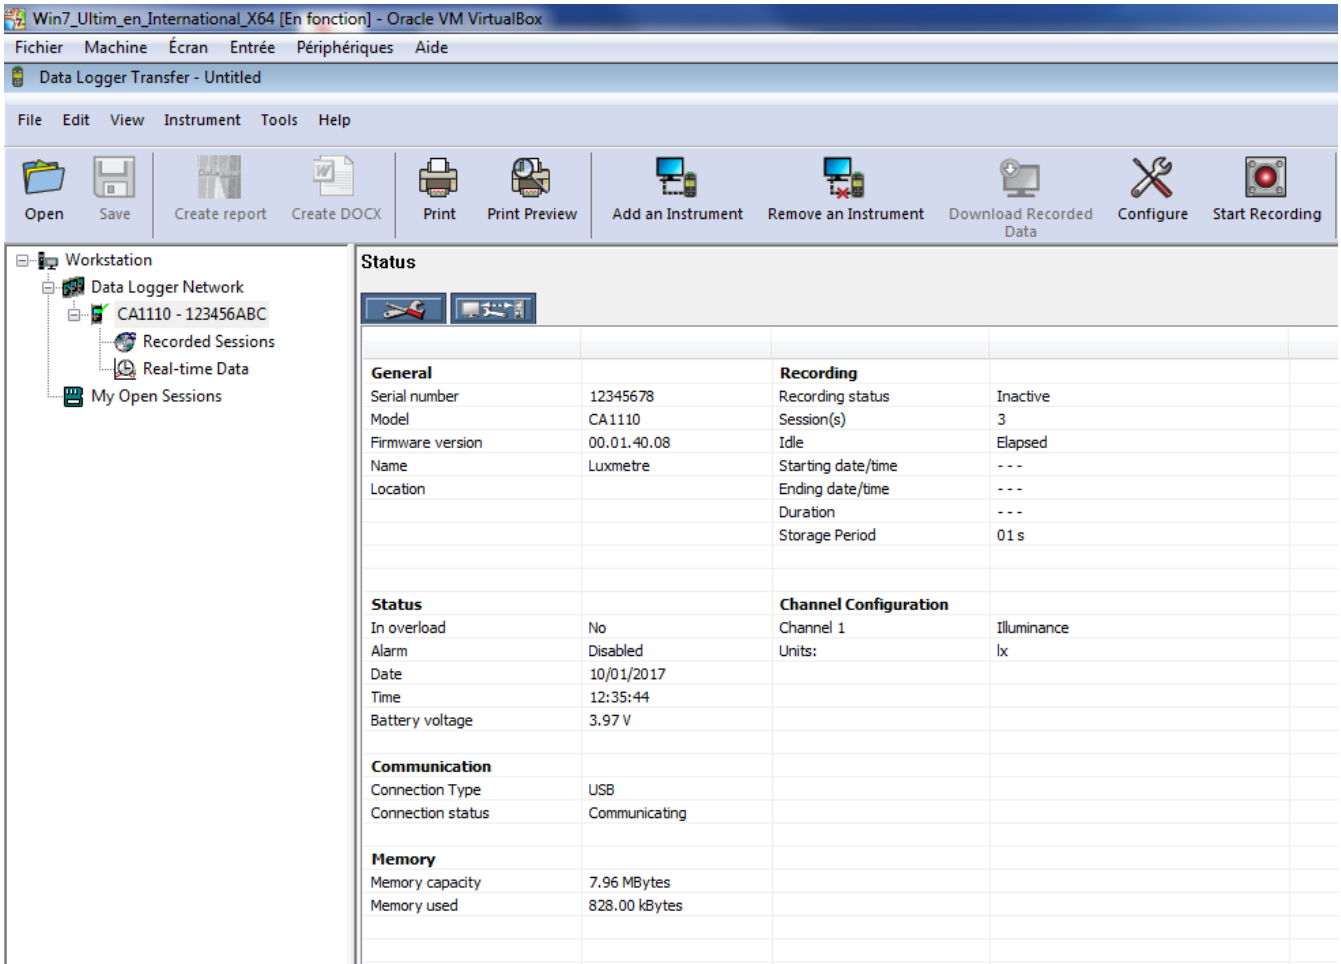 Win7_Ultim_en_International_X64 [En fonction] - Oracle VM VirtualBox
Fichier Machine Écran Entrée Périphériques Aide
Data Logger Transfer - Untitled
File Edit View Instrument Tools Help
Open Save Create report Create DOCX Print Print Preview Add an Instrument Remove an Instrument Download Recorded Data Configure Start Recording
Workstation
Data Logger Network
CA1110 - 123456ABC
Recorded Sessions
Real-time Data
My Open Sessions
Status
General Recording
Serial number 12345678 Recording status Inactive
Model CA1110 Session(s) 3
Firmware version 00.01.40.08 Idle Elapsed
Name Luxmetre Starting date/time - - -
Location Ending date/time - - -
Duration - - -
Storage Period 01 s
Status Channel Configuration
In overload No Channel 1 Illuminance
Alarm Disabled Units: lx
Date 10/01/2017
Time 12:35:44
Battery voltage 3.97 V
Communication
Connection Type USB
Connection status Communicating
Memory
Memory capacity 7.96 MBytes
Memory used 828.00 kBytes